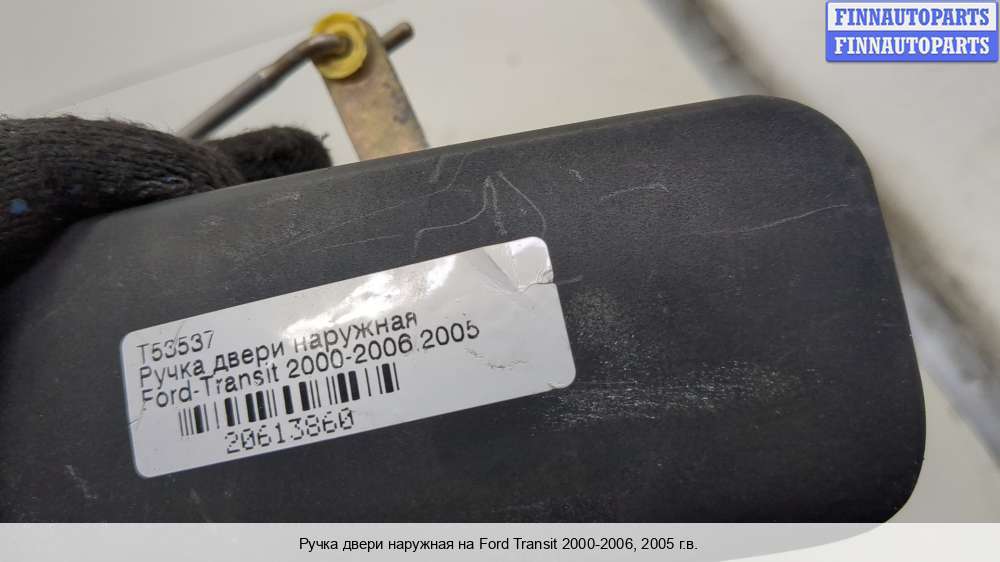 FINNAUTOPARTS
FINNAUTOPARTS
T53537
Ручка двери наружная
Ford-Transit 2000-2006 2005
20613860
Ручка двери наружная на Ford Transit 2000-2006, 2005 г.в.